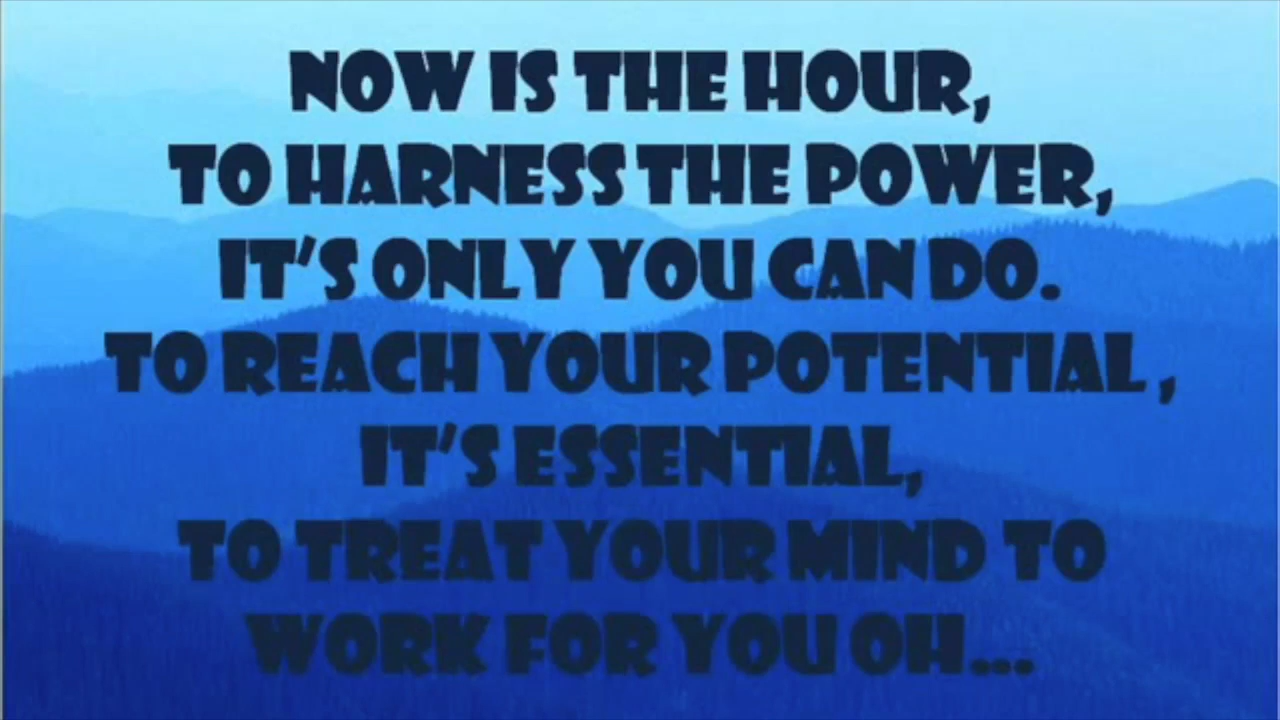 NOW IS THE HOUR,
TO HARNESS THE POWER,
IT'S ONLY YOU CAN DO.
TO REACH YOUR POTENTIAL ,
IT'S ESSENTIAL,
TO TREAT YOUR MIND TO
WORK FOR YOU OH...